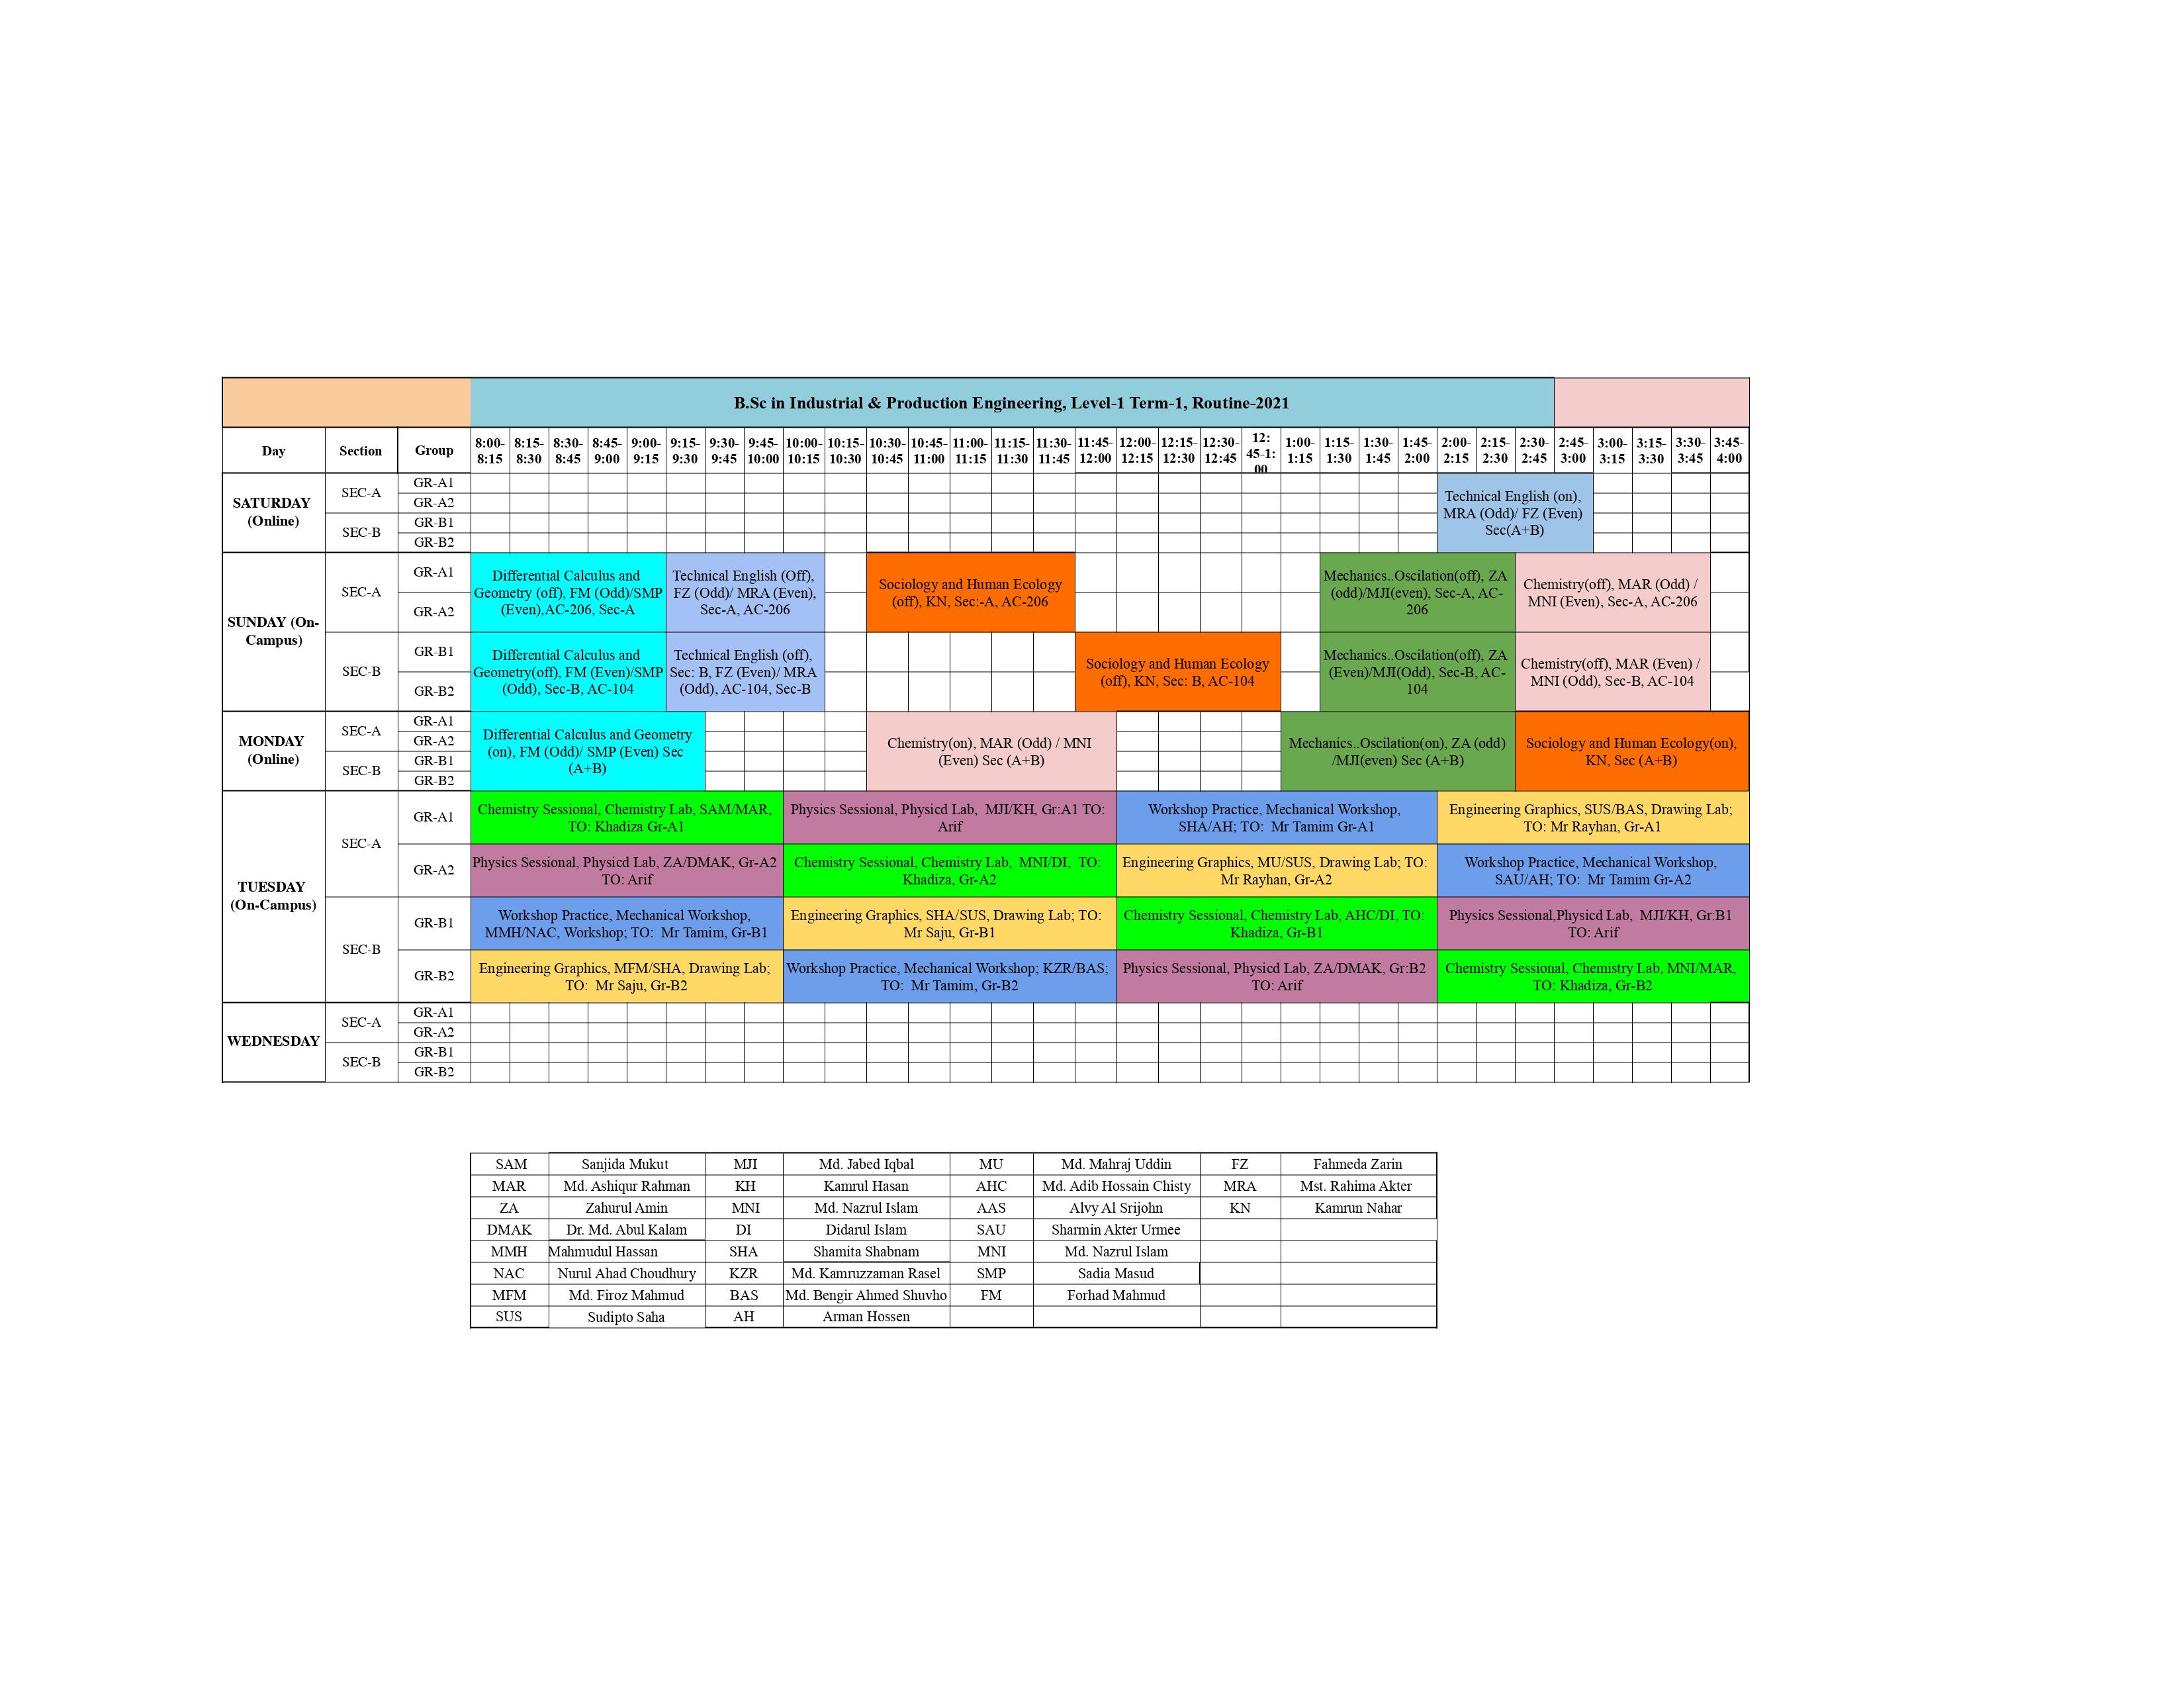 B.Sc in Industrial & Production Engineering, Level-1 Term-1, Routine-2021
Day Section Group 8:00-8:15 8:15-8:30 8:30-8:45 8:45-9:00 9:00-9:15 9:15-9:30 9:30-9:45 9:45-10:00 10:00-10:15 10:15-10:30 10:30-10:45 10:45-11:00 11:00-11:15 11:15-11:30 11:30-11:45 11:45-12:00 12:00-12:15 12:15-12:30 12:30-12:45 12:45-1:00 1:00-1:15 1:15-1:30 1:30-1:45 1:45-2:00 2:00-2:15 2:15-2:30 2:30-2:45 2:45-3:00 3:00-3:15 3:15-3:30 3:30-3:45 3:45-4:00
SATURDAY
(Online)
SEC-A
GR-A1
GR-A2
SEC-B
GR-B1
GR-B2
Technical English (on),
MRA (Odd)/ FZ (Even)
Sec(A+B)
SUNDAY (On-
Campus)
SEC-A
GR-A1
GR-A2
Differential Calculus and
Geometry (off), FM (Odd)/SMP
(Even),AC-206, Sec-A
Technical English (Off),
FZ (Odd)/ MRA (Even),
Sec-A, AC-206
Sociology and Human Ecology
(off), KN, Sec:-A, AC-206
Mechanics..Oscilation(off), ZA
(odd)/MJI(even), Sec-A, AC-
206
Chemistry(off), MAR (Odd) /
MNI (Even), Sec-A, AC-206
SEC-B
GR-B1
GR-B2
Differential Calculus and
Geometry(off), FM (Even)/SMP
(Odd), Sec-B, AC-104
Technical English (off),
Sec: B, FZ (Even)/ MRA
(Odd), AC-104, Sec-B
Sociology and Human Ecology
(off), KN, Sec: B, AC-104
Mechanics..Oscilation(off), ZA
(Even)/MJI(Odd), Sec-B, AC-
104
Chemistry(off), MAR (Even) /
MNI (Odd), Sec-B, AC-104
MONDAY
(Online)
SEC-A
GR-A1
GR-A2
SEC-B
GR-B1
GR-B2
Differential Calculus and Geometry
(on), FM (Odd)/ SMP (Even) Sec
(A+B)
Chemistry(on), MAR (Odd) / MNI
(Even) Sec (A+B)
Mechanics..Oscilation(on), ZA (odd)
/MJI(even) Sec (A+B)
Sociology and Human Ecology(on),
KN, Sec (A+B)
TUESDAY
(On-Campus)
SEC-A
GR-A1
Chemistry Sessional, Chemistry Lab, SAM/MAR,
TO: Khadiza Gr-A1
Physics Sessional, Physicd Lab, MJI/KH, Gr:A1 TO:
Arif
Workshop Practice, Mechanical Workshop,
SHA/AH; TO: Mr Tamim Gr-A1
Engineering Graphics, SUS/BAS, Drawing Lab;
TO: Mr Rayhan, Gr-A1
GR-A2
Physics Sessional, Physicd Lab, ZA/DMAK, Gr-A2
TO: Arif
Chemistry Sessional, Chemistry Lab, MNI/DI, TO:
Khadiza, Gr-A2
Engineering Graphics, MU/SUS, Drawing Lab; TO:
Mr Rayhan, Gr-A2
Workshop Practice, Mechanical Workshop,
SAU/AH; TO: Mr Tamim Gr-A2
SEC-B
GR-B1
Workshop Practice, Mechanical Workshop,
MMH/NAC, Workshop; TO: Mr Tamim, Gr-B1
Engineering Graphics, SHA/SUS, Drawing Lab; TO:
Mr Saju, Gr-B1
Chemistry Sessional, Chemistry Lab, AHC/DI, TO:
Khadiza, Gr-B1
Physics Sessional,Physicd Lab, MJI/KH, Gr:B1
TO: Arif
GR-B2
Engineering Graphics, MFM/SHA, Drawing Lab;
TO: Mr Saju, Gr-B2
Workshop Practice, Mechanical Workshop; KZR/BAS;
TO: Mr Tamim, Gr-B2
Physics Sessional, Physicd Lab, ZA/DMAK, Gr:B2
TO: Arif
Chemistry Sessional, Chemistry Lab, MNI/MAR,
TO: Khadiza, Gr-B2
WEDNESDAY
SEC-A
GR-A1
GR-A2
SEC-B
GR-B1
GR-B2
SAM Sanjida Mukut MJI Md. Jabed Iqbal MU Md. Mahraj Uddin FZ Fahmeda Zarin
MAR Md. Ashiqur Rahman KH Kamrul Hasan AHC Md. Adib Hossain Chisty MRA Mst. Rahima Akter
ZA Zahurul Amin MNI Md. Nazrul Islam AAS Alvy Al Srijohn KN Kamrun Nahar
DMAK Dr. Md. Abul Kalam DI Didarul Islam SAU Sharmin Akter Urmee
MMH Mahmudul Hassan SHA Shamita Shabnam MNI Md. Nazrul Islam
NAC Nurul Ahad Choudhury KZR Md. Kamruzzaman Rasel SMP Sadia Masud
MFM Md. Firoz Mahmud BAS Md. Bengir Ahmed Shuvho FM Forhad Mahmud
SUS Sudipto Saha AH Arman Hossen